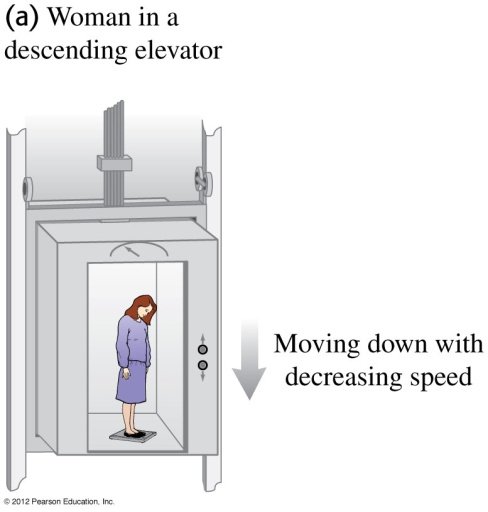 (a) Woman in a
descending elevator
Moving down with
decreasing speed
© 2012 Pearson Education, Inc.